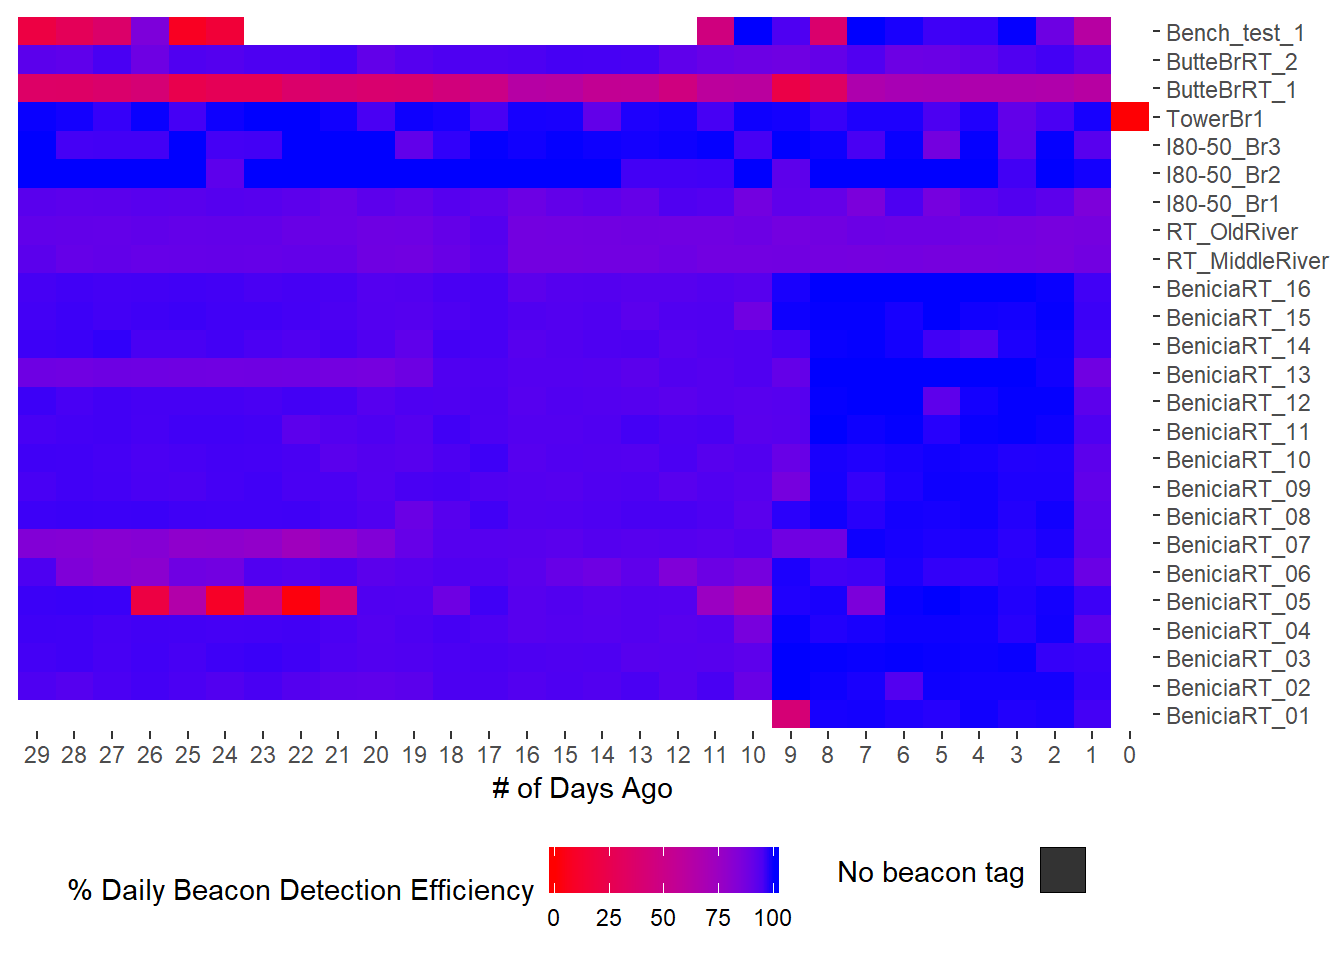 Bench_test_1
ButteBrRT_2
ButteBrRT_1
TowerBr1
I80-50_Br3
I80-50_Br2
I80-50_Br1
RT_OldRiver
RT_MiddleRiver
BeniciaRT_16
BeniciaRT_15
BeniciaRT_14
BeniciaRT_13
BeniciaRT_12
BeniciaRT_11
BeniciaRT_10
BeniciaRT_09
BeniciaRT_08
BeniciaRT_07
BeniciaRT_06
BeniciaRT_05
BeniciaRT_04
BeniciaRT_03
BeniciaRT_02
BeniciaRT_01
29 28 27 26 25 24 23 22 21 20 19 18 17 16 15 14 13 12 11 10 9 8 7 6 5 4 3 2 1 0
# of Days Ago
% Daily Beacon Detection Efficiency
0 25 50 75 100
No beacon tag